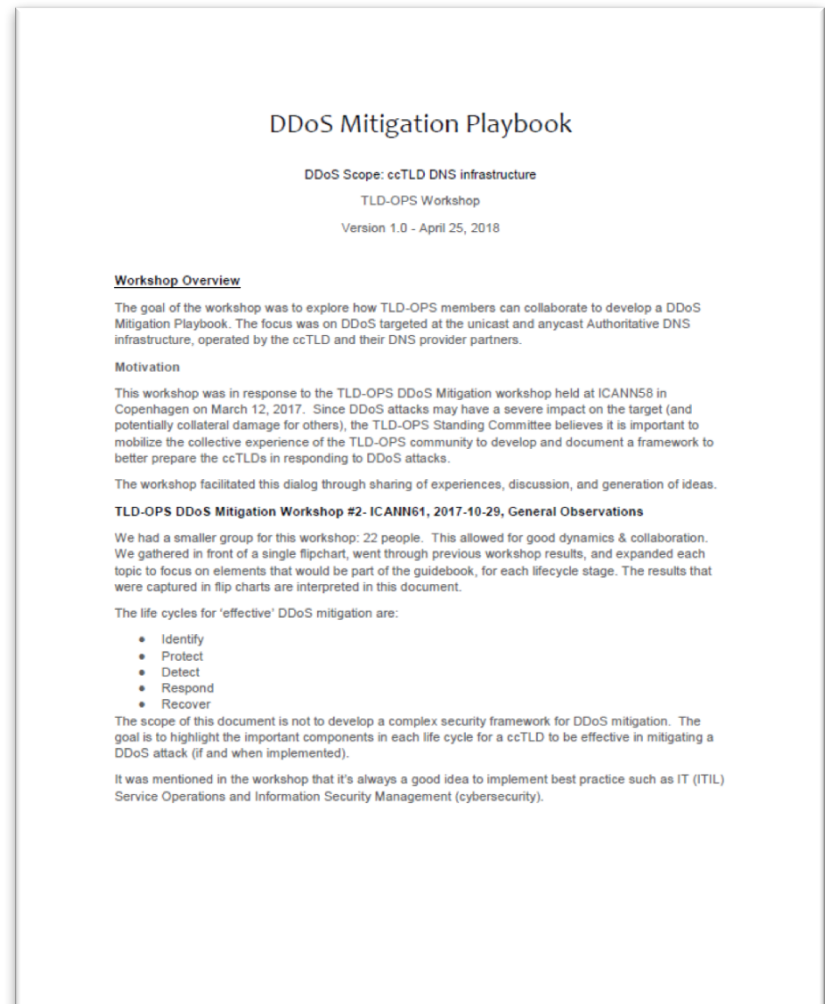 DDoS Mitigation Playbook
DDoS Scope: ccTLD DNS infrastructure
TLD-OPS Workshop
Version 1.0 - April 25, 2018
Workshop Overview
The goal of the workshop was to explore how TLD-OPS members can collaborate to develop a DDoS
Mitigation Playbook. The focus was on DDoS targeted at the unicast and anycast Authoritative DNS
infrastructure, operated by the ccTLD and their DNS provider partners.
Motivation
This workshop was in response to the TLD-OPS DDoS Mitigation workshop held at ICANN58 in
Copenhagen on March 12, 2017. Since DDoS attacks may have a severe impact on the target (and
potentially collateral damage for others), the TLD-OPS Standing Committee believes it is important to
mobilize the collective experience of the TLD-OPS community to develop and document a framework to
better prepare the ccTLDs in responding to DDoS attacks.
The workshop facilitated this dialog through sharing of experiences, discussion, and generation of ideas.
TLD-OPS DDoS Mitigation Workshop #2- ICANN61, 2017-10-29, General Observations
We had a smaller group for this workshop: 22 people. This allowed for good dynamics & collaboration.
We gathered in front of a single flipchart, went through previous workshop results, and expanded each
topic to focus on elements that would be part of the guidebook, for each lifecycle stage. The results that
were captured in flip charts are interpreted in this document.
The life cycles for 'effective' DDoS mitigation are:
● Identify
● Protect
● Detect
● Respond
● Recover
The scope of this document is not to develop a complex security framework for DDoS mitigation. The
goal is to highlight the important components in each life cycle for a ccTLD to be effective in mitigating a
DDoS attack (if and when implemented).
It was mentioned in the workshop that it's always a good idea to implement best practice such as IT (ITIL)
Service Operations and Information Security Management (cybersecurity).